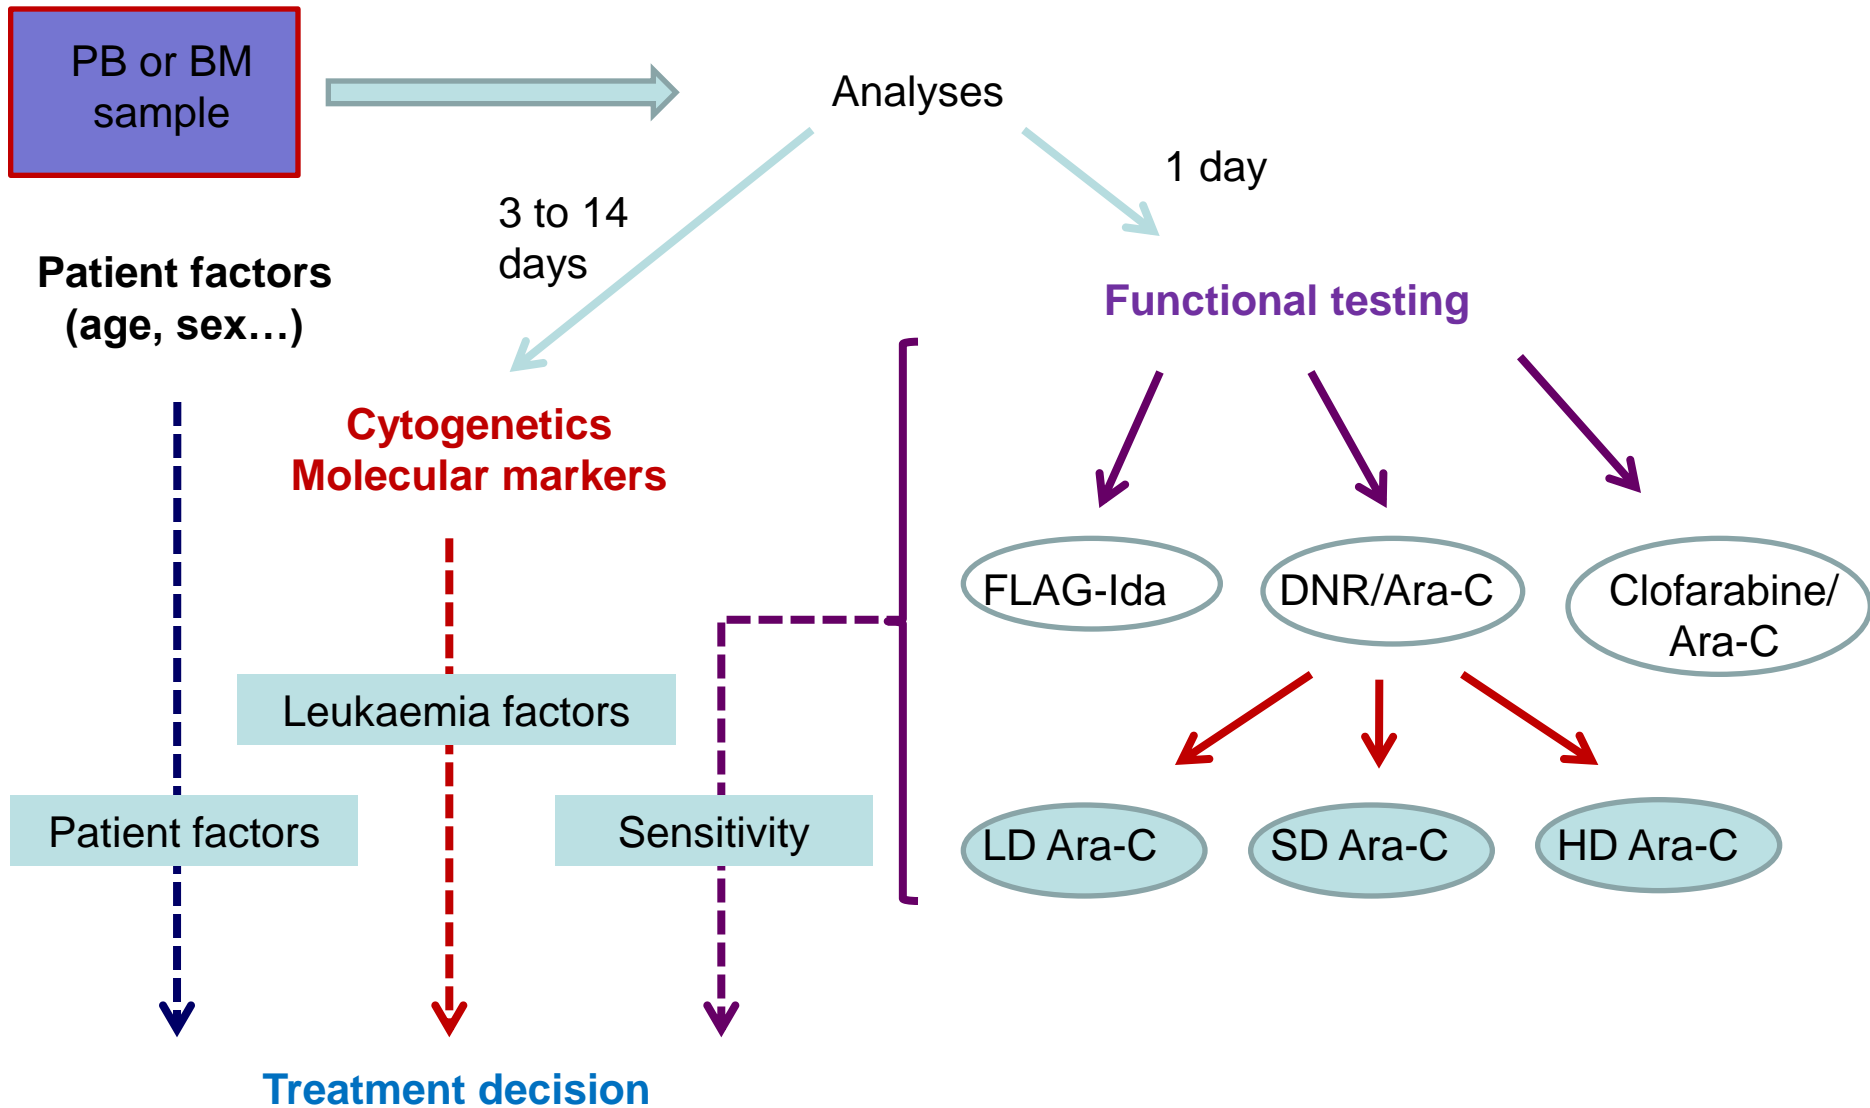 PB or BM
sample
Analyses
1 day
3 to 14
days
Patient factors
(age, sex…)
Functional testing
Cytogenetics
Molecular markers
FLAG-Ida
DNR/Ara-C
Clofarabine/
Ara-C
Leukaemia factors
Patient factors
Sensitivity
LD Ara-C
SD Ara-C
HD Ara-C
Treatment decision